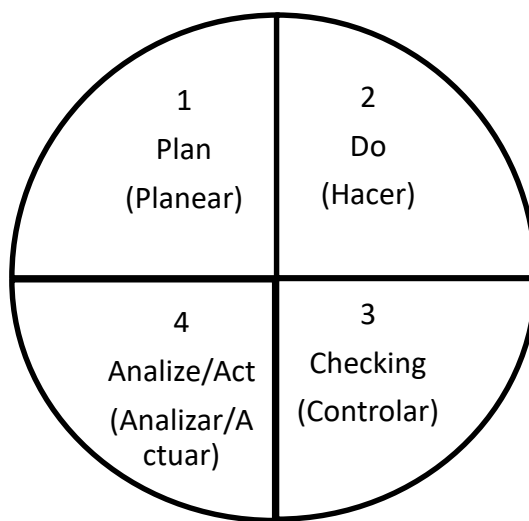 1
Plan
(Planear)
2
Do
(Hacer)
3
Checking
(Controlar)
4
Analize/Act
(Analizar/A
ctuar)